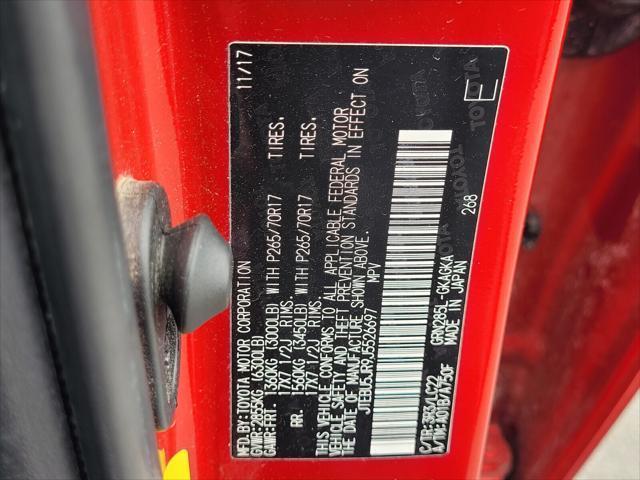 MFD.BY:TOYOTA MOTOR CORPORATION 11/17
GVWR:2855KG (6300LB)
GAWR:FRT. 1360KG (3000LB) WITH P265/70R17 TIRES,
17X7 1/2J RIMS,
RR. 1560KG (3450LB) WITH P265/70R17 TIRES,
17X7 1/2J RIMS,
THIS VEHICLE CONFORMS TO ALL APPLICABLE FEDERAL MOTOR
VEHICLE SAFETY AND THEFT PREVENTION STANDARDS IN EFFECT ON
THE DATE OF MANUFACTURE SHOWN ABOVE.
JTEBU5JR9J5526697 MPV
268
C/TR:3R3/LC22 GRN285L-GKAGKA
A/TM:A01B/A750F MADE IN JAPAN
E
TOYOTA
TOYOTA